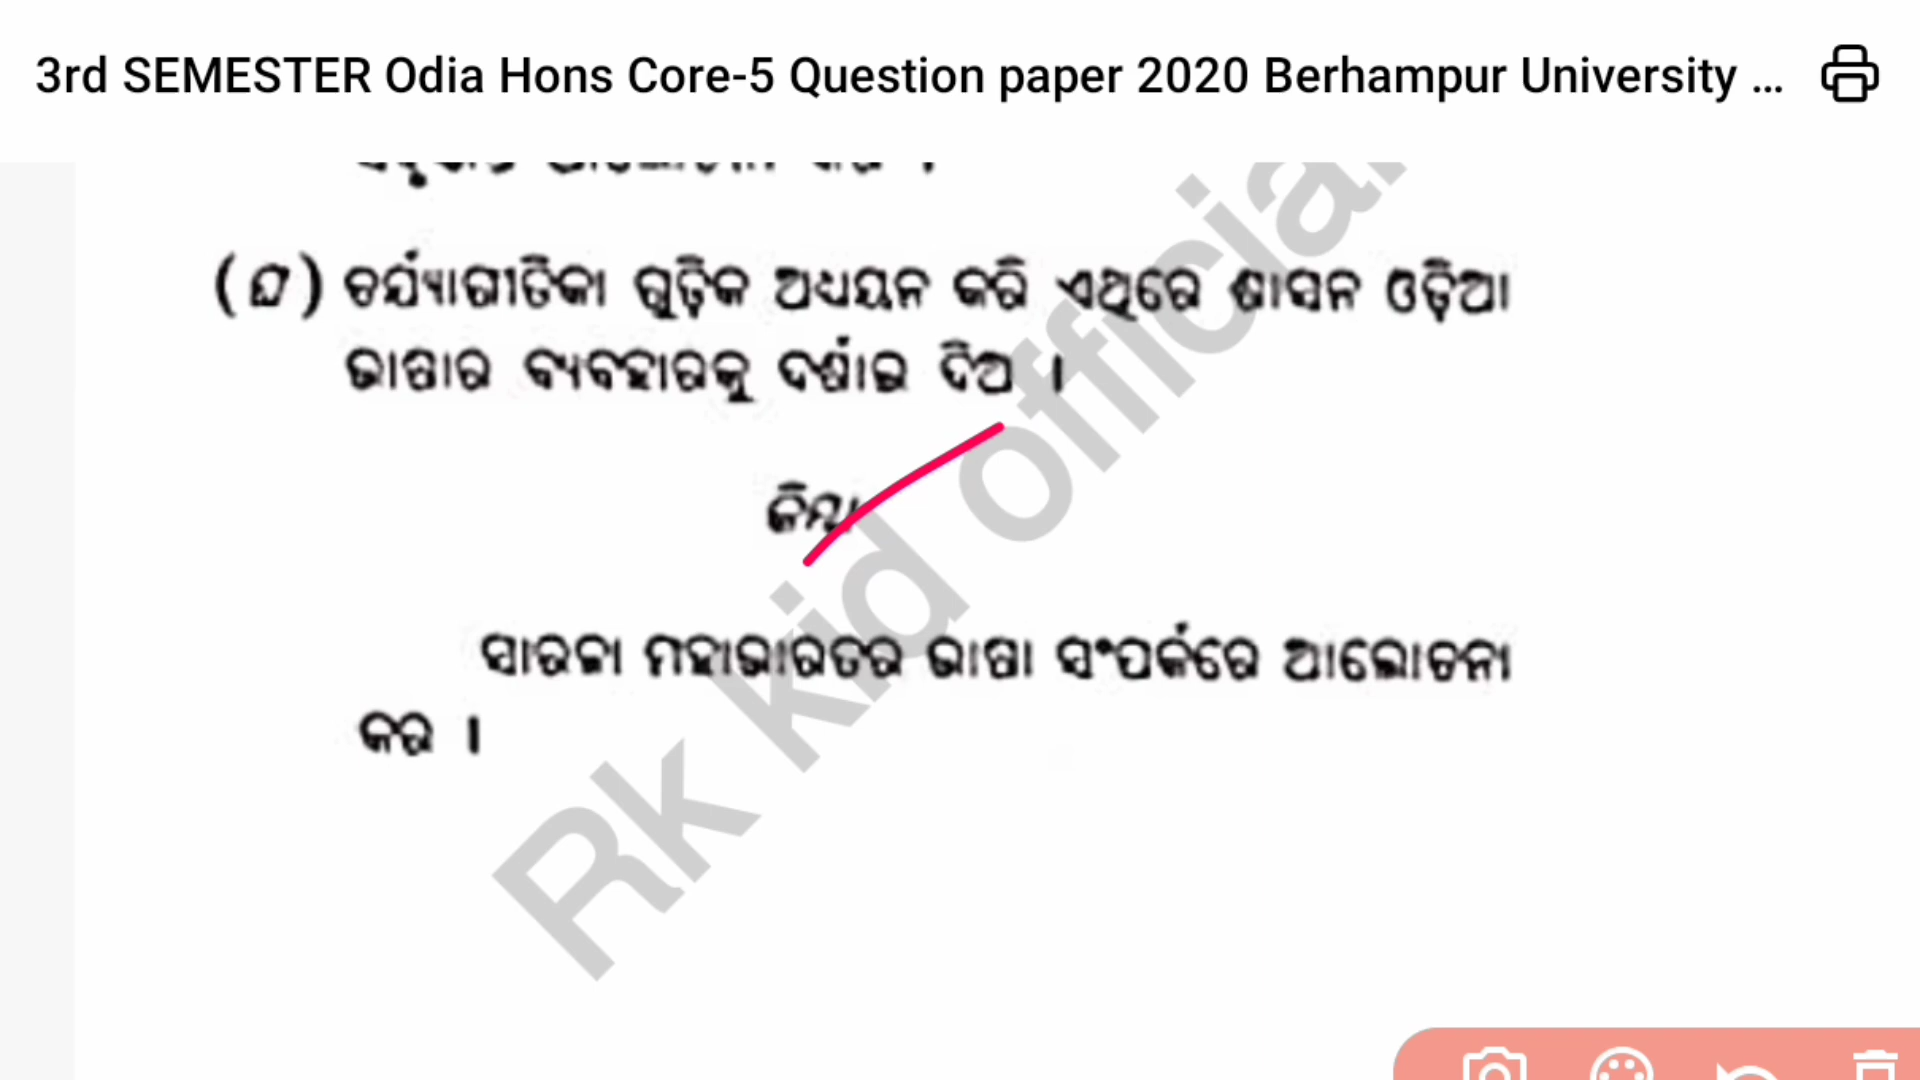 3rd SEMESTER Odia Hons Core-5 Question paper 2020 Berhampur University ...
(ଘ) ଚର୍ଯ୍ୟାଗୀତିକା ଗୁଡ଼ିକ ଅଧ୍ୟୟନ କରି ଏଥିରେ ଶାସନ ଓଡ଼ିଆ
ଭାଷାର ବ୍ୟବହାରକୁ ଦର୍ଶାଇ ଦିଅ ।
କିମ୍ବା
ସାରଳା ମହାଭାରତର ଭାଷା ସଂପର୍କରେ ଆଲୋଚନା
କର ।
Rk kid official